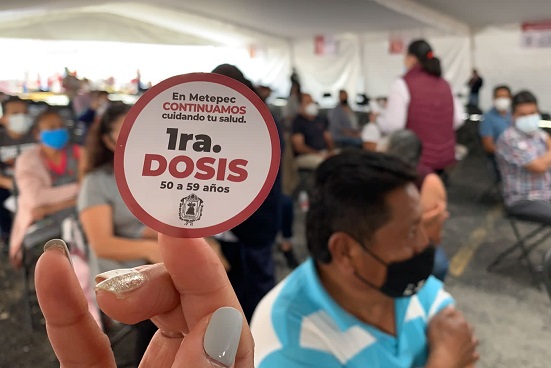 En Metepec
CONTINUAMOS
cuidando tu salud.
1ra.
DOSIS
50 a 59 años